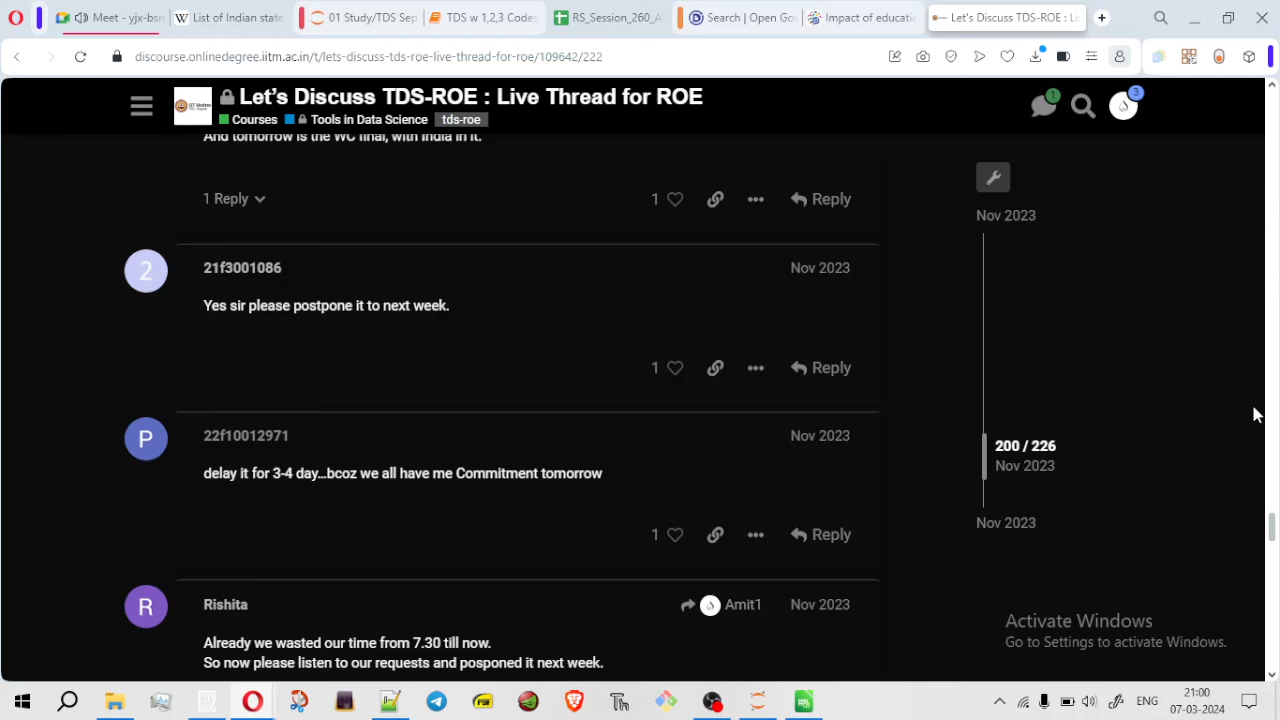 Meet - yjx-bsrr
List of Indian state
01 Study/TDS Sep
TDS w 1,2,3 Codes
RS_Session_260_A
Search | Open Go
Impact of educati
Let's Discuss TDS-ROE : Li
discourse.onlinedegree.iitm.ac.in/t/lets-discuss-tds-roe-live-thread-for-roe/109642/222
Let's Discuss TDS-ROE : Live Thread for ROE
Courses Tools in Data Science tds-roe
1
3
And tomorrow is the WC final, with India in it.
1 Reply
1 Reply
Nov 2023
2
21f3001086
Nov 2023
Yes sir please postpone it to next week.
1 Reply
P
22f10012971
Nov 2023
delay it for 3-4 day...bcoz we all have me Commitment tomorrow
200 / 226
Nov 2023
Nov 2023
1 Reply
R
Rishita
Amit1
Nov 2023
Already we wasted our time from 7.30 till now.
So now please listen to our requests and posponed it next week.
Activate Windows
Go to Settings to activate Windows.
ENG
21:00
07-03-2024